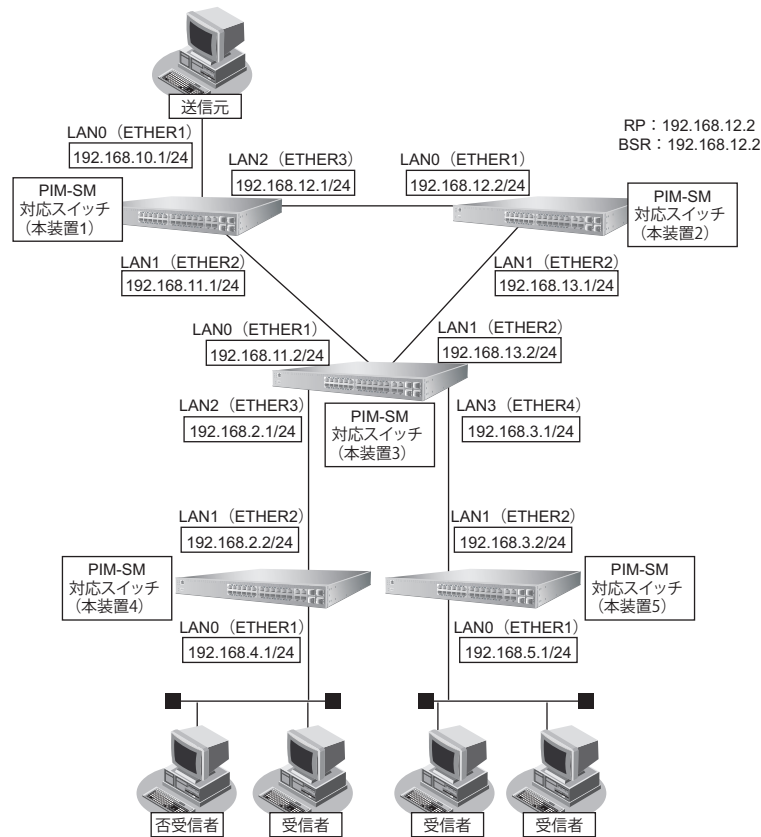 送信元
LAN0（ETHER1）
192.168.10.1/24
LAN2（ETHER3）
192.168.12.1/24
LAN0（ETHER1）
192.168.12.2/24
RP：192.168.12.2
BSR：192.168.12.2
PIM-SM
対応スイッチ
（本装置1）
PIM-SM
対応スイッチ
（本装置2）
LAN1（ETHER2）
192.168.11.1/24
LAN1（ETHER2）
192.168.13.1/24
LAN0（ETHER1）
192.168.11.2/24
LAN1（ETHER2）
192.168.13.2/24
LAN2（ETHER3）
192.168.2.1/24
PIM-SM
対応スイッチ
（本装置3）
LAN3（ETHER4）
192.168.3.1/24
LAN1（ETHER2）
192.168.2.2/24
LAN1（ETHER2）
192.168.3.2/24
PIM-SM
対応スイッチ
（本装置4）
PIM-SM
対応スイッチ
（本装置5）
LAN0（ETHER1）
192.168.4.1/24
LAN0（ETHER1）
192.168.5.1/24
否受信者
受信者
受信者
受信者